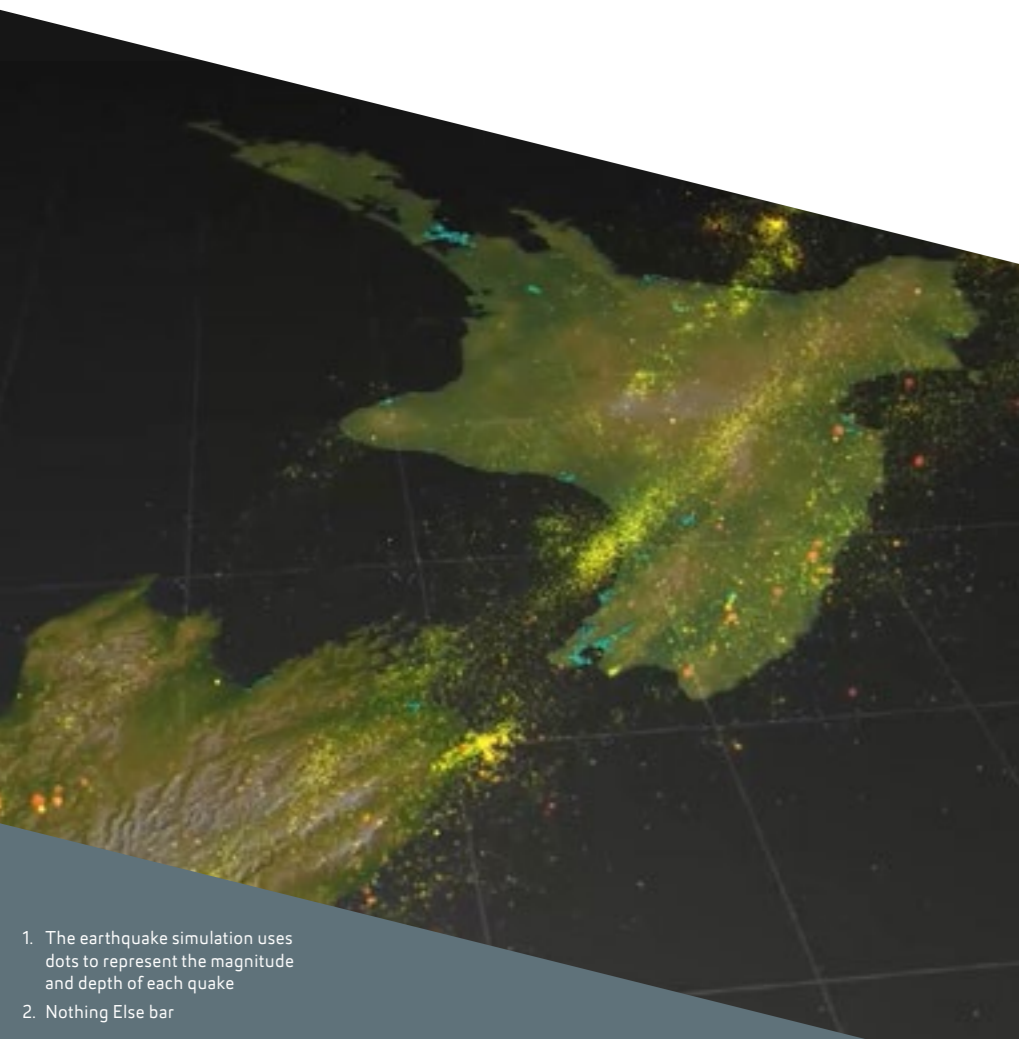 1. The earthquake simulation uses
dots to represent the magnitude
and depth of each quake
2. Nothing Else bar